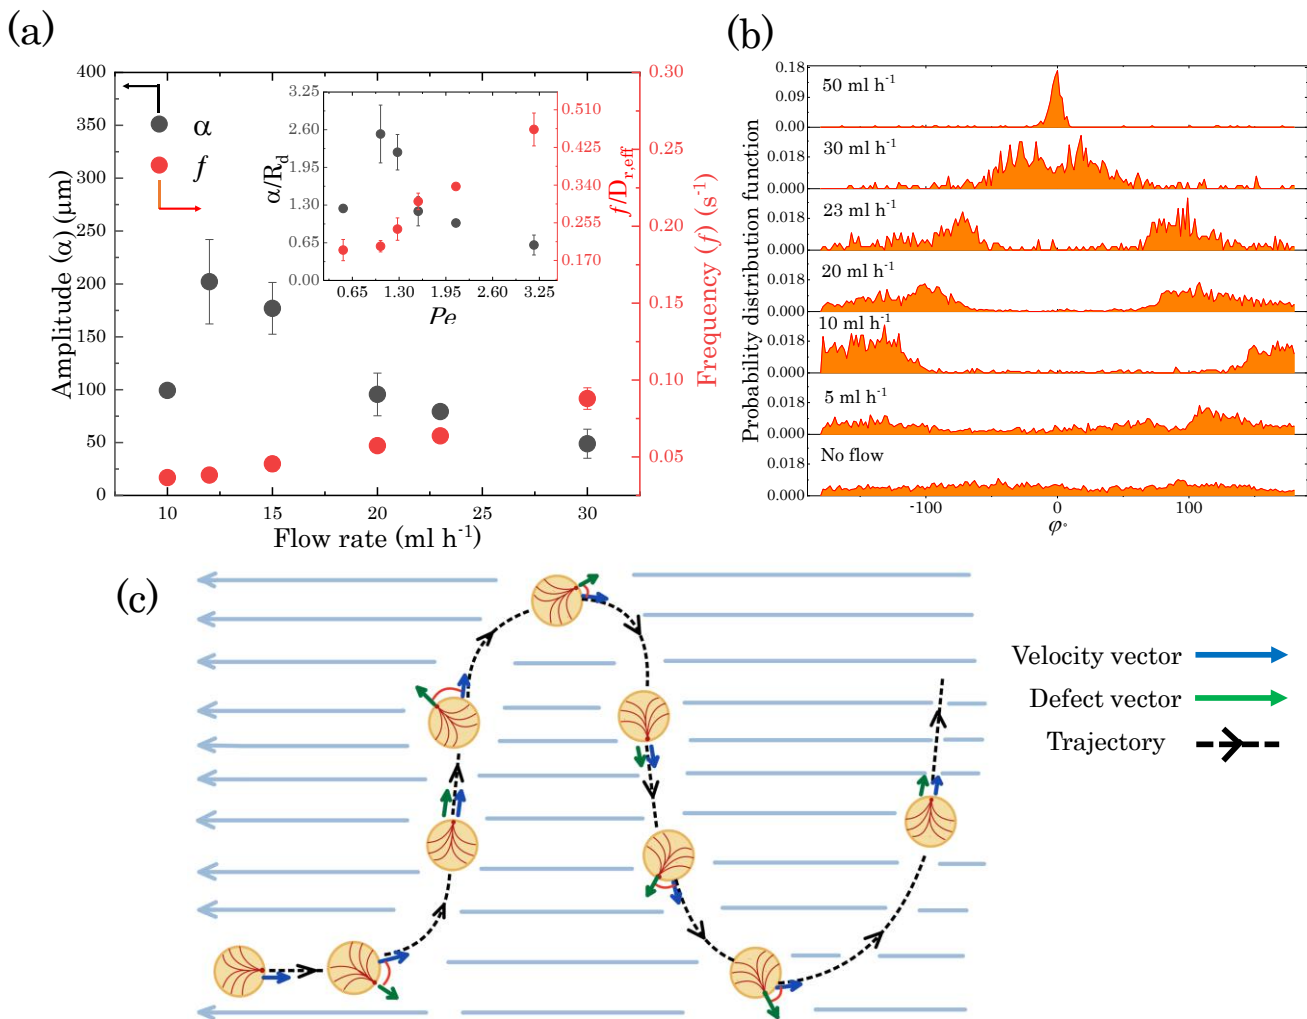 (a)
400
350
300
250
200
150
100
50
0
Amplitude (α) (μm)
α
f
10
15
20
25
30
Flow rate (ml h⁻¹)
0.30
0.25
0.20
0.15
0.10
0.05
Frequency (f) (s⁻¹)
3.25
2.60
1.95
1.30
0.65
0.00
α/R_d
0.65
1.30
1.95
2.60
3.25
Pe
0.510
0.425
0.340
0.255
0.170
f/D_r,eff
(b)
Probability distribution function
0.18
0.09
0.00
50 ml h⁻¹
0.018
0.000
30 ml h⁻¹
0.018
0.000
23 ml h⁻¹
0.018
0.000
20 ml h⁻¹
0.018
0.000
10 ml h⁻¹
0.018
0.000
5 ml h⁻¹
0.018
0.000
No flow
-100
0
100
φ°
(c)
Velocity vector
Defect vector
Trajectory